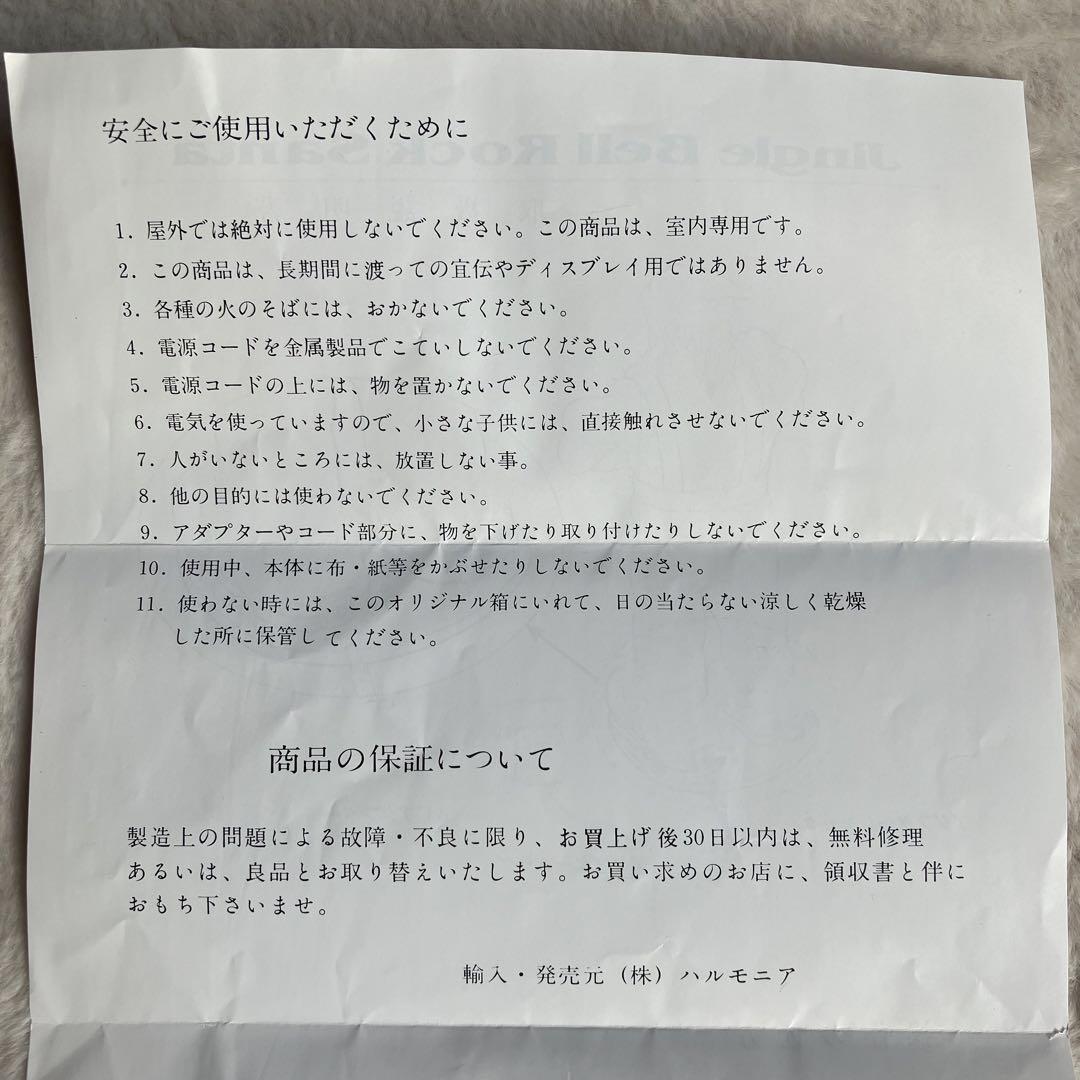 安全にご使用いただくために
Jingle Bell Rock Santa
1. 屋外では絶対に使用しないでください。この商品は、室内専用です。
2. この商品は、長期間に渡っての宣伝やディスプレイ用ではありません。
3. 各種の火のそばには、おかないでください。
4. 電源コードを金属製品でこていしないでください。
5. 電源コードの上には、物を置かないでください。
6. 電気を使っていますので、小さな子供には、直接触れさせないでください。
7. 人がいないところには、放置しない事。
8. 他の目的には使わないでください。
9. アダプターやコード部分に、物を下げたり取り付けたりしないでください。
10. 使用中、本体に布・紙等をかぶせたりしないでください。
11. 使わない時には、このオリジナル箱にいれて、日の当たらない涼しく乾燥
した所に保管してください。
商品の保証について
製造上の問題による故障・不良に限り、お買上げ後30日以内は、無料修理
あるいは、良品とお取り替えいたします。お買い求めのお店に、領収書と伴に
おもち下さいませ。
輸入・発売元（株）ハルモニア